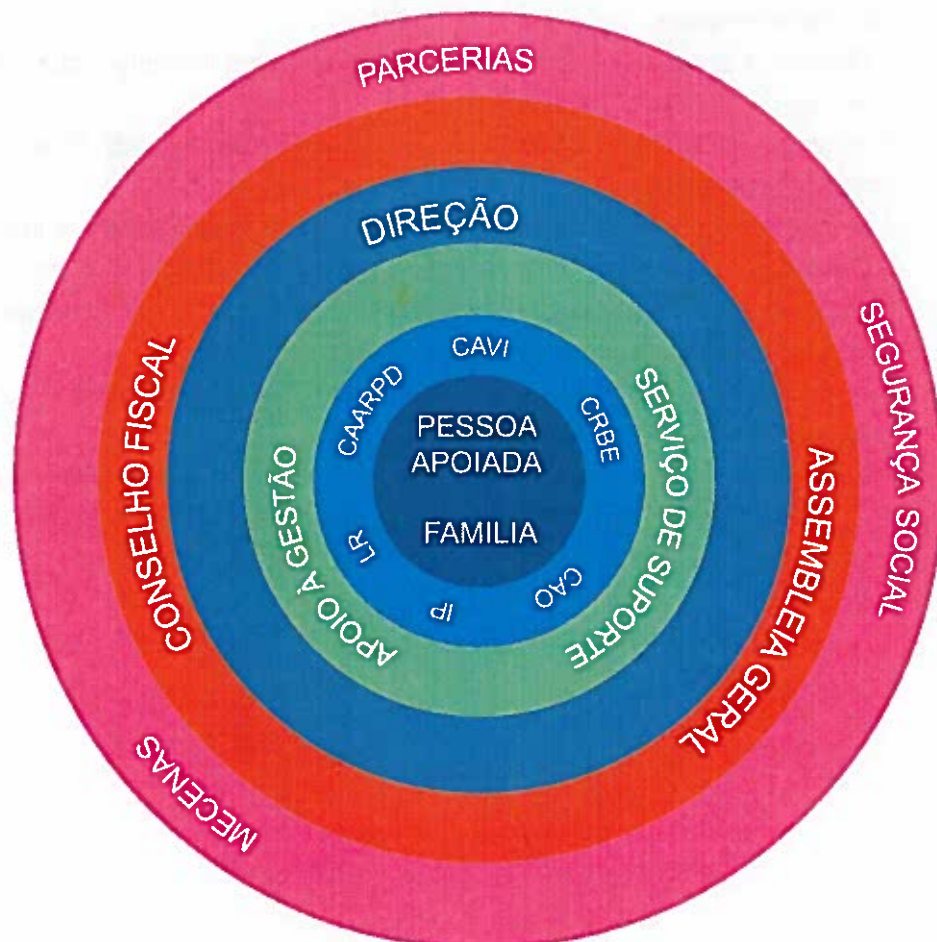 PARCERIAS
SEGURANÇA SOCIAL
MECENAS
CONSELHO FISCAL
ASSEMBLEIA GERAL
DIREÇÃO
APOIO À GESTÃO
SERVIÇO DE SUPORTE
CAVI
CRBE
CAO
IP
LR
CAARPD
PESSOA
APOIADA
FAMILIA